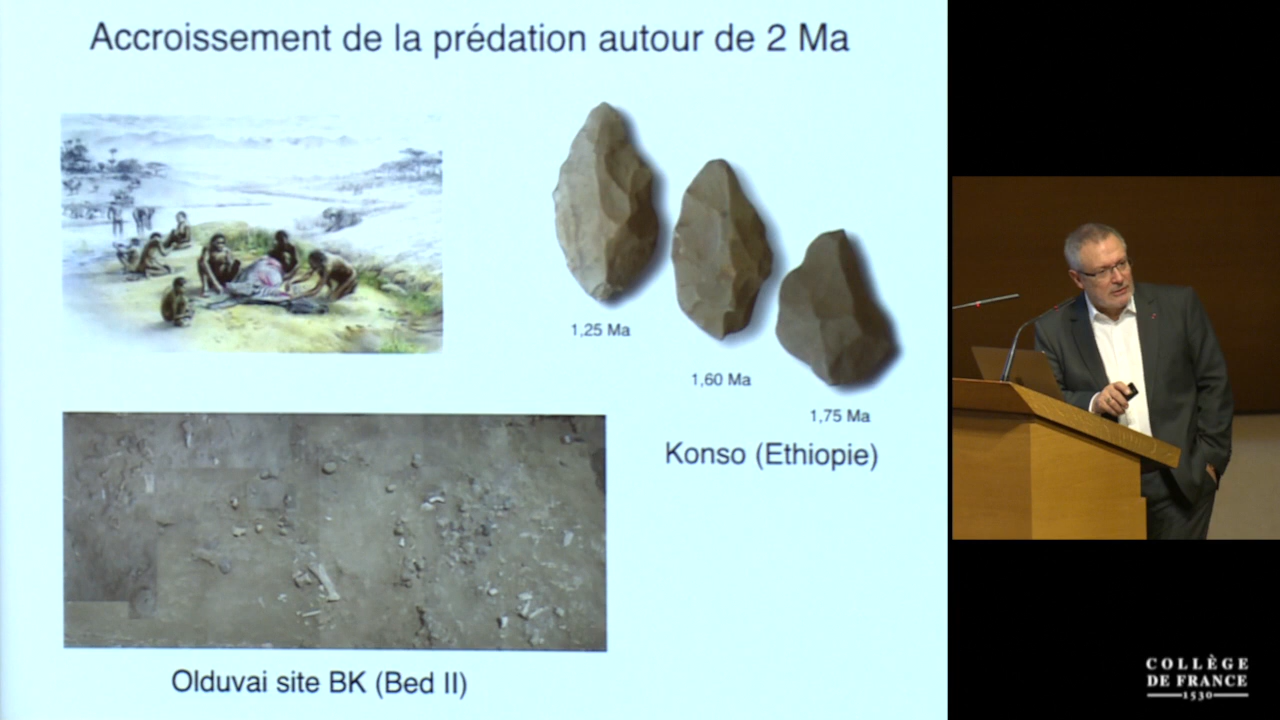 Accroissement de la prédation autour de 2 Ma
1,25 Ma
1,60 Ma
1,75 Ma
Konso (Ethiopie)
Olduvai site BK (Bed II)
COLLÈGE
DE FRANCE
1530